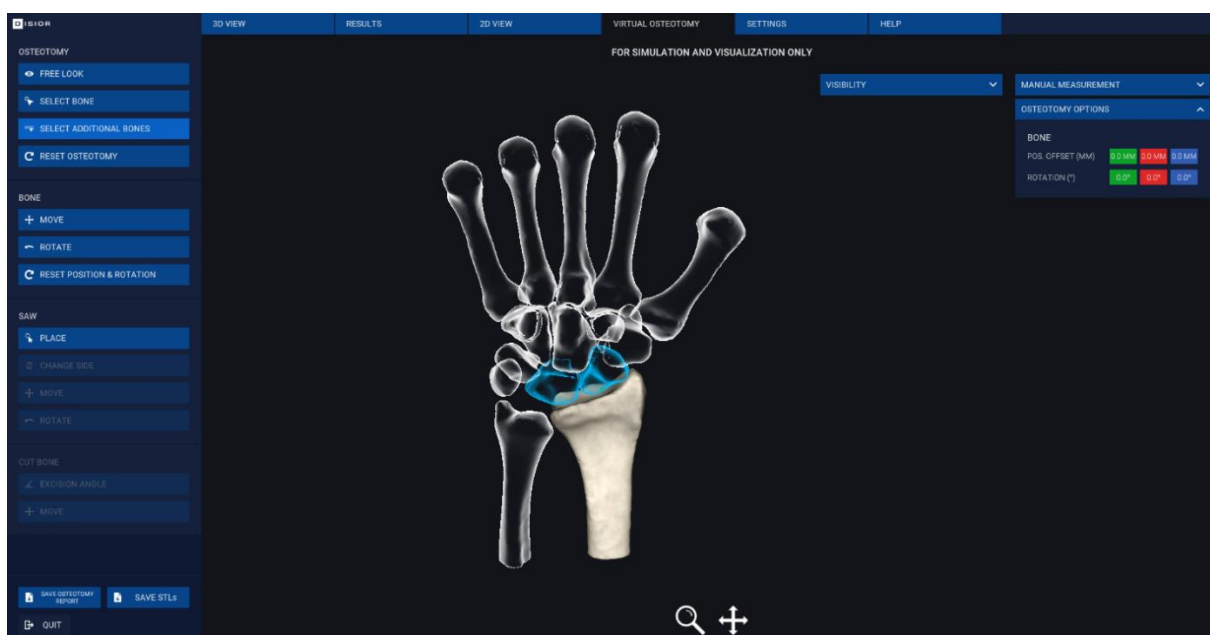 DISIOR
3D VIEW
RESULTS
2D VIEW
VIRTUAL OSTEOTOMY
SETTINGS
HELP
FOR SIMULATION AND VISUALIZATION ONLY
OSTEOTOMY
FREE LOOK
SELECT BONE
SELECT ADDITIONAL BONES
RESET OSTEOTOMY
BONE
MOVE
ROTATE
RESET POSITION & ROTATION
SAW
PLACE
CHANGE SIDE
MOVE
ROTATE
CUT BONE
EXCISION ANGLE
MOVE
SAVE OSTEOTOMY
REPORT
SAVE STLs
QUIT
VISIBILITY
MANUAL MEASUREMENT
OSTEOTOMY OPTIONS
BONE
POS. OFFSET (MM) 0.0 MM 0.0 MM 0.0 MM
ROTATION (°) 0.0° 0.0° 0.0°